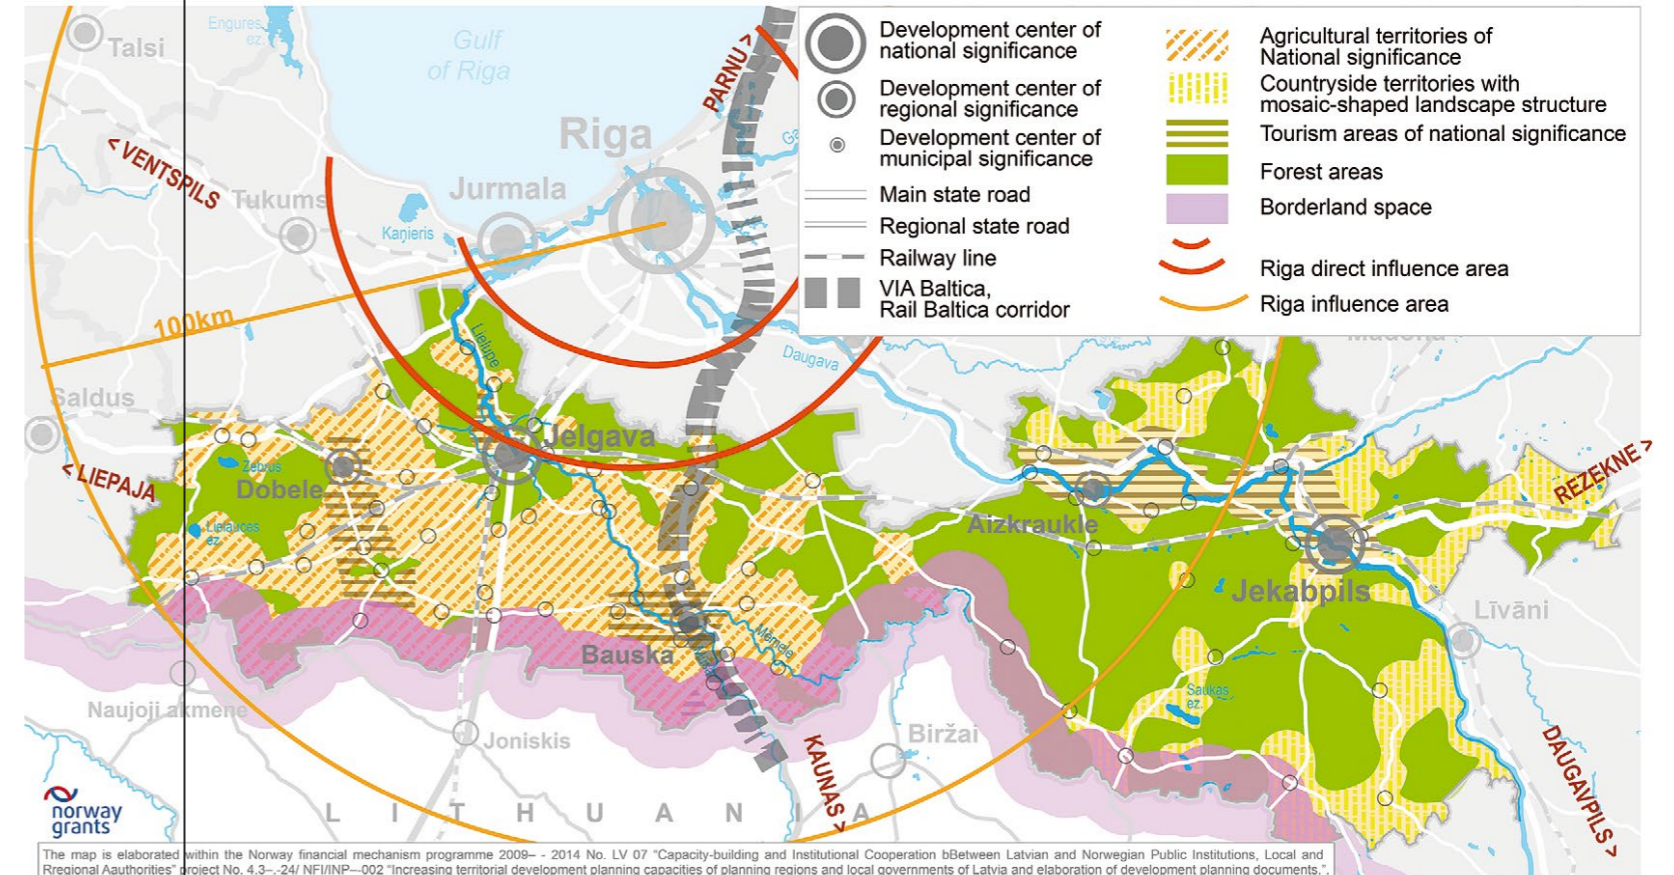 Engures
ez.
Talsi
Gulf
of Riga
PARNU >
Riga
< VENTSPILS
Tukums
Jurmala
Kaņieris
100km
Lielupe
Daugava
Saldus
Jelgava
< LIEPAJA
Zebrus
Dobele
Lielauces
ez.
Aizkraukle
REZEKNE >
Jekabpils
Līvāni
Bauska
Mēmele
Saukas
ez.
Naujoji akmene
Joniskis
Biržai
KAUNAS >
DAUGAVPILS >
L I T H U A N I A
Development center of
national significance
Development center of
regional significance
Development center of
municipal significance
Main state road
Regional state road
Railway line
VIA Baltica,
Rail Baltica corridor
Agricultural territories of
National significance
Countryside territories with
mosaic-shaped landscape structure
Tourism areas of national significance
Forest areas
Borderland space
Riga direct influence area
Riga influence area
norway
grants
The map is elaborated within the Norway financial mechanism programme 2009– - 2014 No. LV 07 "Capacity-building and Institutional Cooperation bBetween Latvian and Norwegian Public Institutions, Local and
Rregional Aauthorities" project No. 4.3–.-24/ NFI/INP–-002 "Increasing territorial development planning capacities of planning regions and local governments of Latvia and elaboration of development planning documents.".